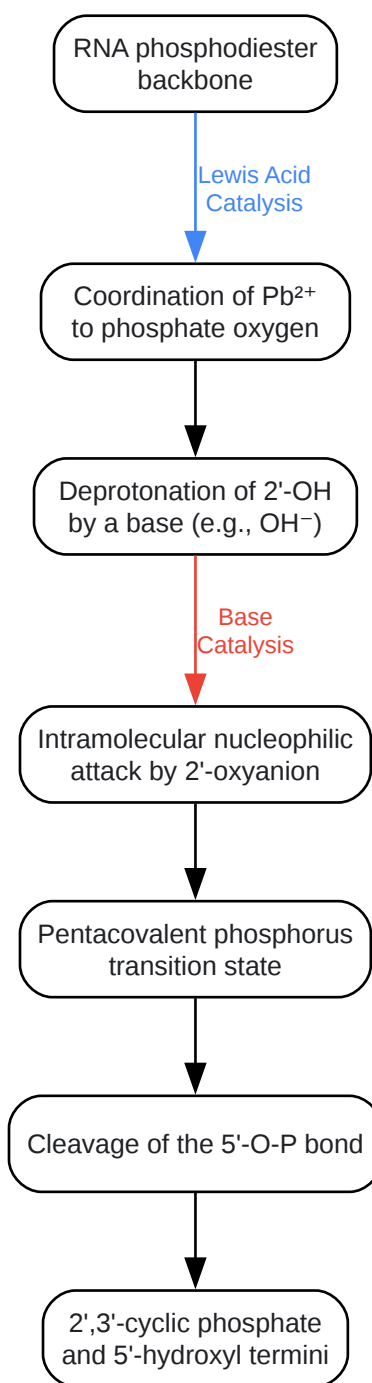 RNA phosphodiester
backbone
Lewis Acid
Catalysis
Coordination of Pb²⁺
to phosphate oxygen
Deprotonation of 2'-OH
by a base (e.g., OH⁻)
Base
Catalysis
Intramolecular nucleophilic
attack by 2'-oxyanion
Pentacovalent phosphorus
transition state
Cleavage of the 5'-O-P bond
2',3'-cyclic phosphate
and 5'-hydroxyl termini